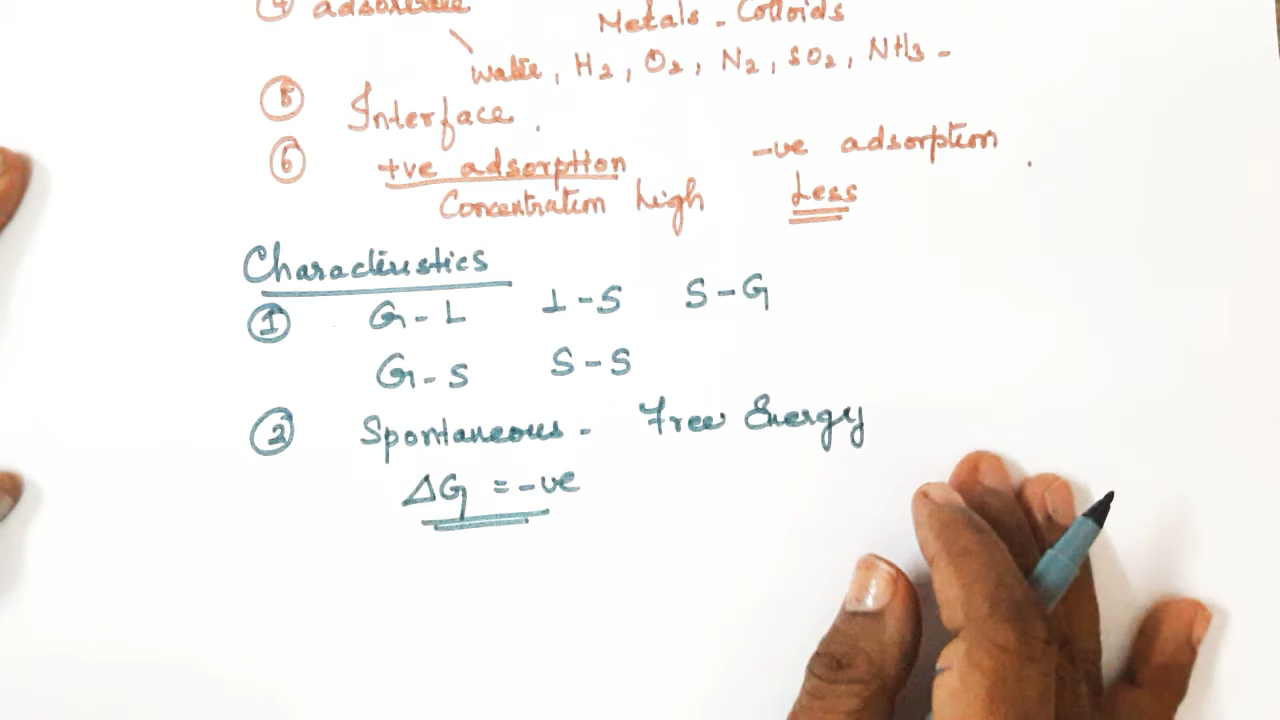 ④ adsorbate
Metals - Colloids
Water, H2, O2, N2, SO2, NH3 -
⑤ Interface.
⑥ +ve adsorption -ve adsorption.
Concentration high Less
Characteristics
① G-L L-S S-G
G-S S-S
② Spontaneous - Free Energy
ΔG = -ve